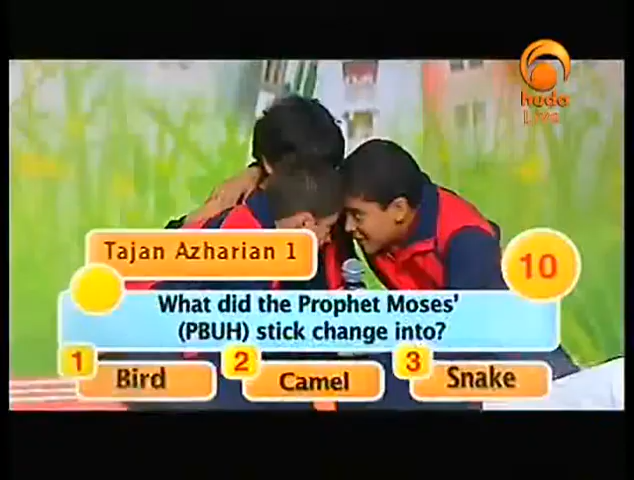 huda
Live
Tajan Azharian 1
10
What did the Prophet Moses'
(PBUH) stick change into?
1
Bird
2
Camel
3
Snake